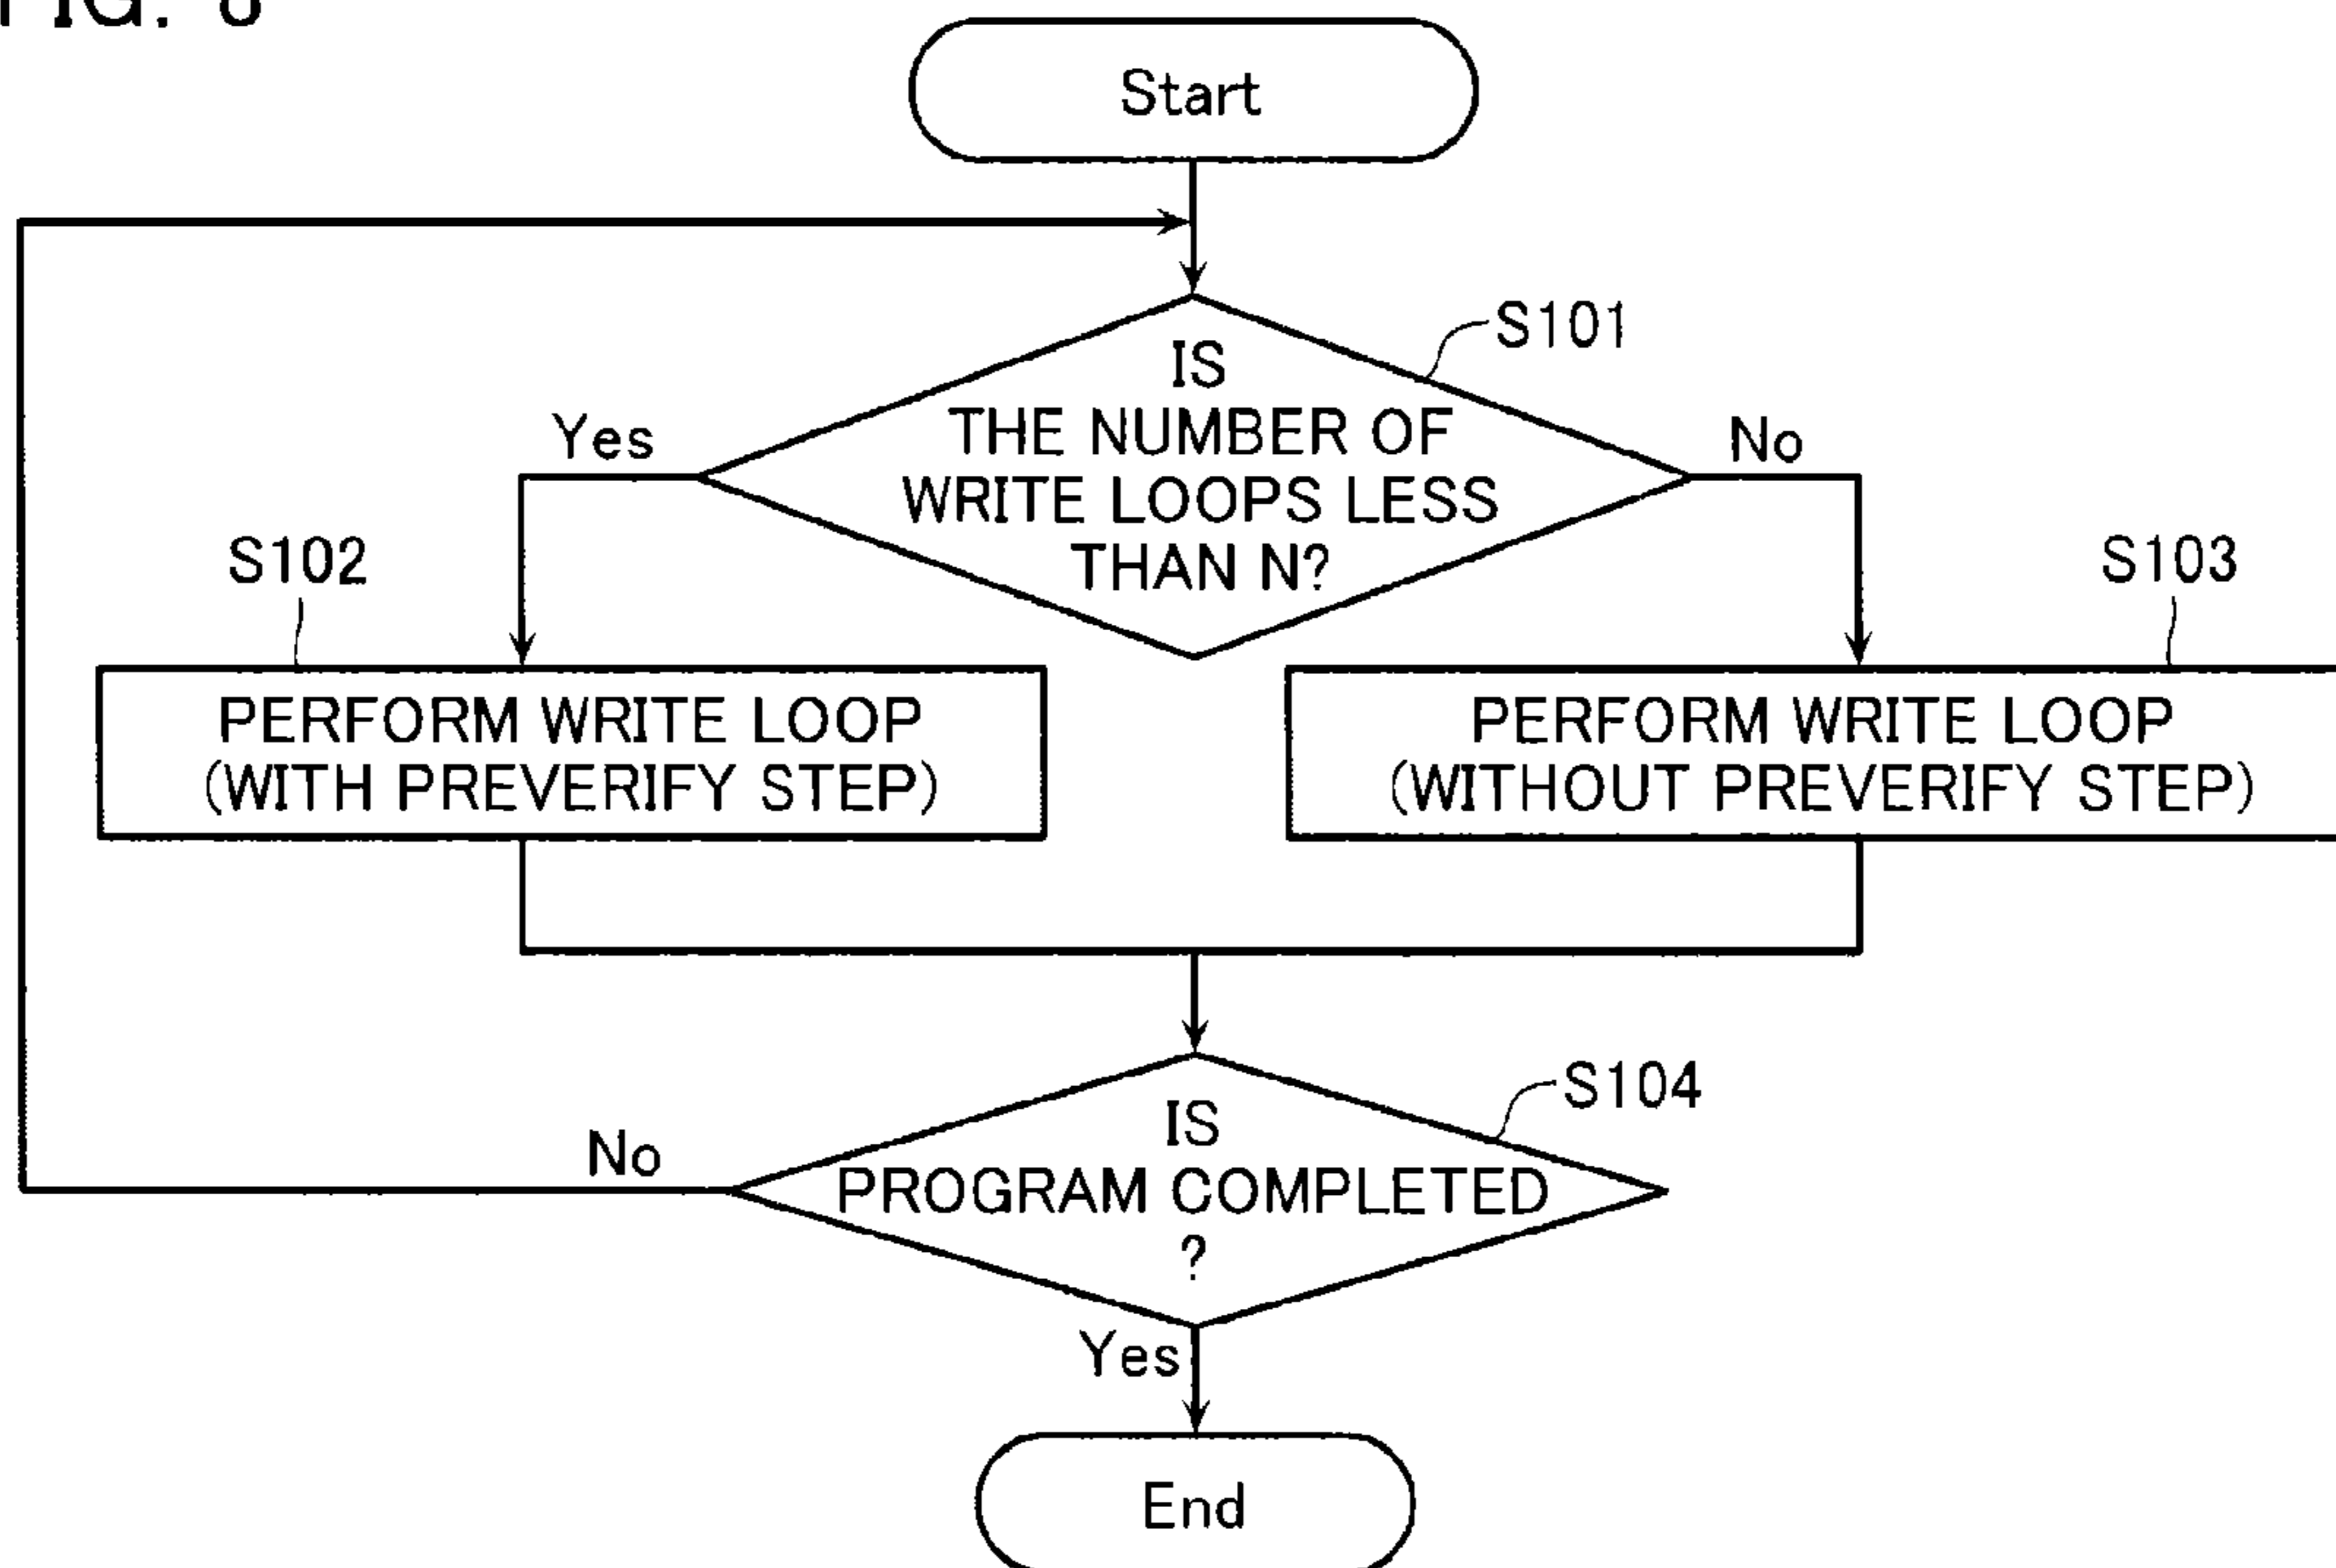 Start
S101
IS
THE NUMBER OF
WRITE LOOPS LESS
THAN N?
Yes
No
S102
S103
PERFORM WRITE LOOP
(WITH PREVERIFY STEP)
PERFORM WRITE LOOP
(WITHOUT PREVERIFY STEP)
S104
IS
PROGRAM COMPLETED
?
No
Yes
End